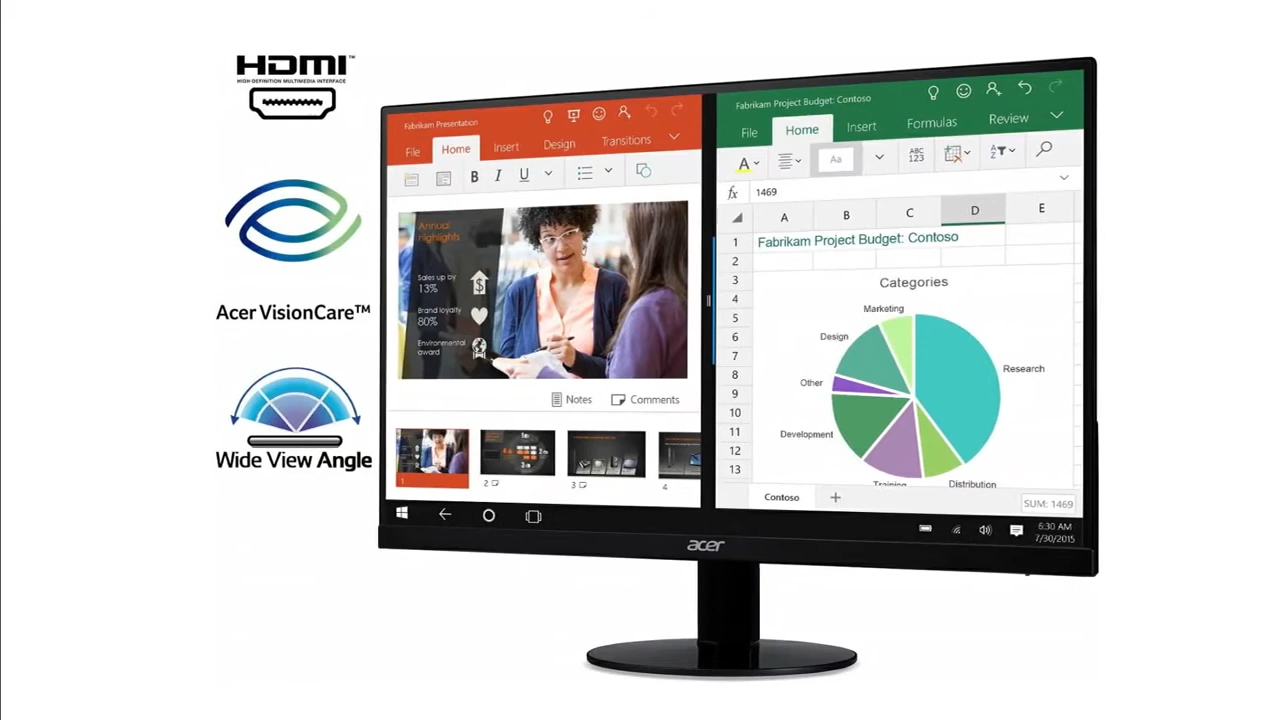 HDMI™
HIGH-DEFINITION MULTIMEDIA INTERFACE
Acer VisionCare™
Wide View Angle
Fabrikam Presentation
File Home Insert Design Transitions
B I U
Annual
highlights
Sales up by
13%
Brand loyalty
80%
Environmental
award
Notes Comments
1 2 3 4
Fabrikam Project Budget: Contoso
File Home Insert Formulas Review
A Aa ABC
123
A
Z
fx 1469
A B C D E
1 Fabrikam Project Budget: Contoso
2
3 Categories
4
5
6
7
8
9
10
11
12
13
Marketing
Design
Research
Other
Development
Training
Distribution
Contoso + SUM: 1469
6:30 AM
7/30/2015
acer